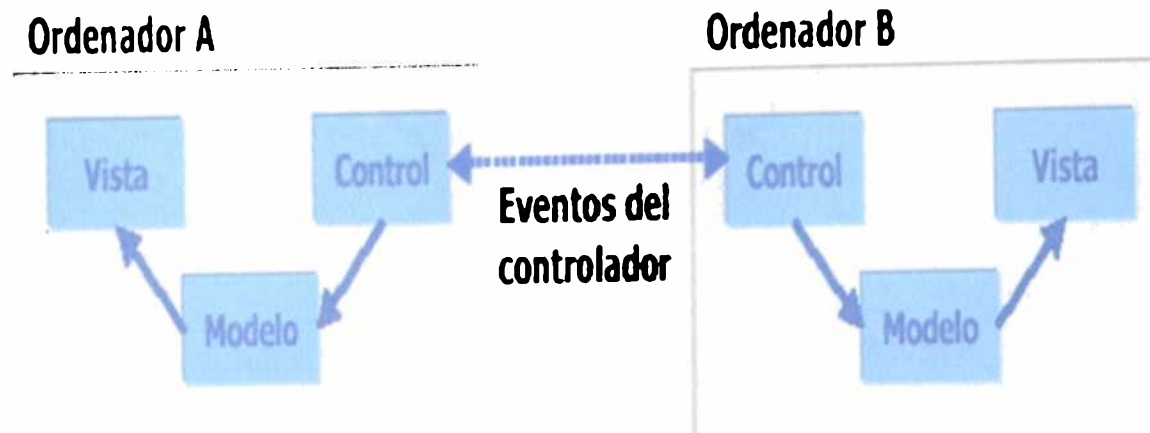 Ordenador A
Ordenador B
Vista
Control
Eventos del
controlador
Control
Vista
Modelo
Modelo